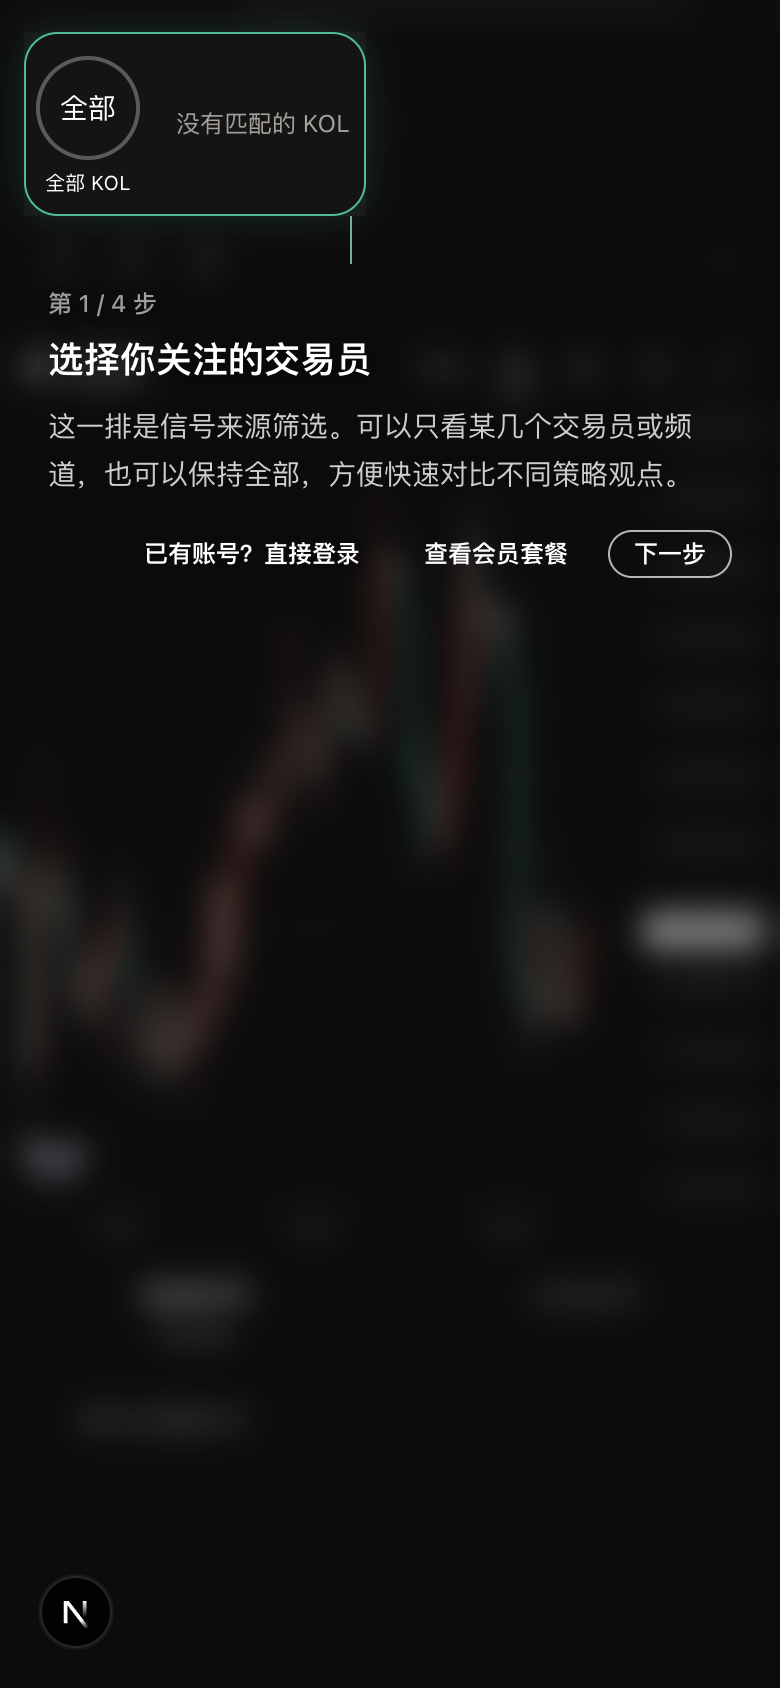 全部
没有匹配的 KOL
全部 KOL
第 1 / 4 步
选择你关注的交易员
这一排是信号来源筛选。可以只看某几个交易员或频
道，也可以保持全部，方便快速对比不同策略观点。
已有账号？直接登录 查看会员套餐 下一步
N